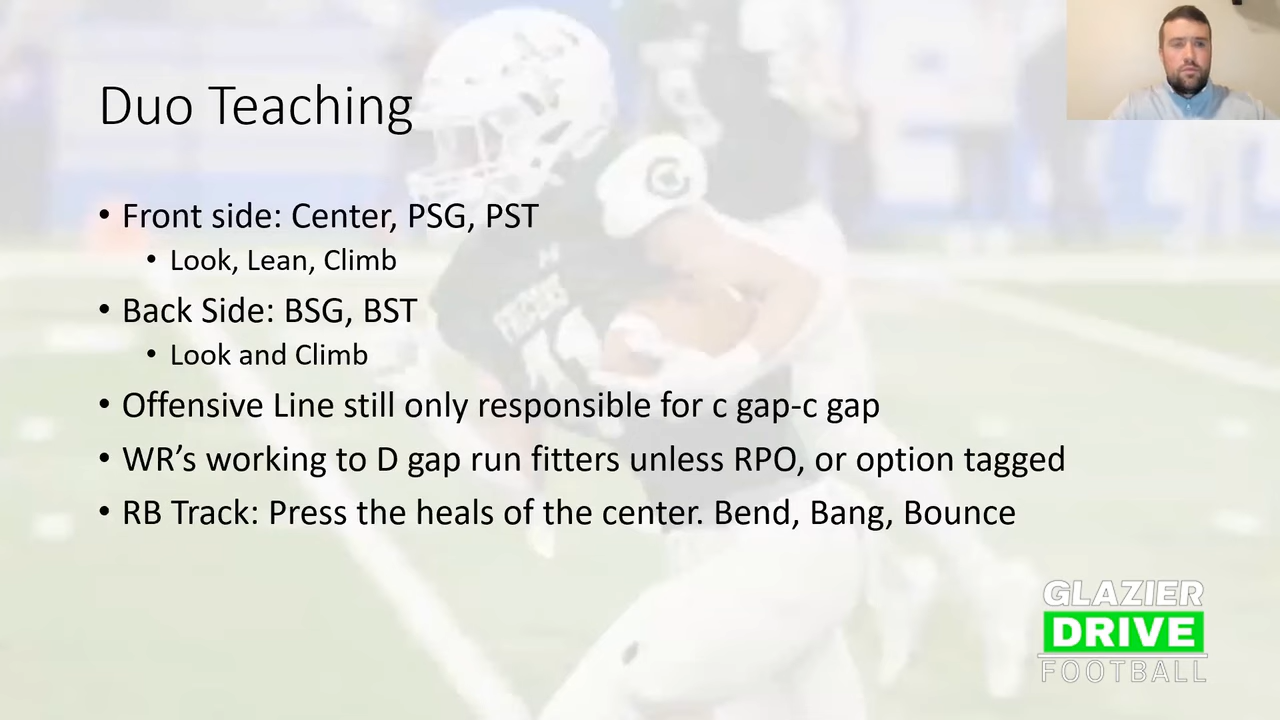 Duo Teaching
• Front side: Center, PSG, PST
• Look, Lean, Climb
• Back Side: BSG, BST
• Look and Climb
• Offensive Line still only responsible for c gap-c gap
• WR’s working to D gap run fitters unless RPO, or option tagged
• RB Track: Press the heals of the center. Bend, Bang, Bounce
GLAZIER
DRIVE
FOOTBALL